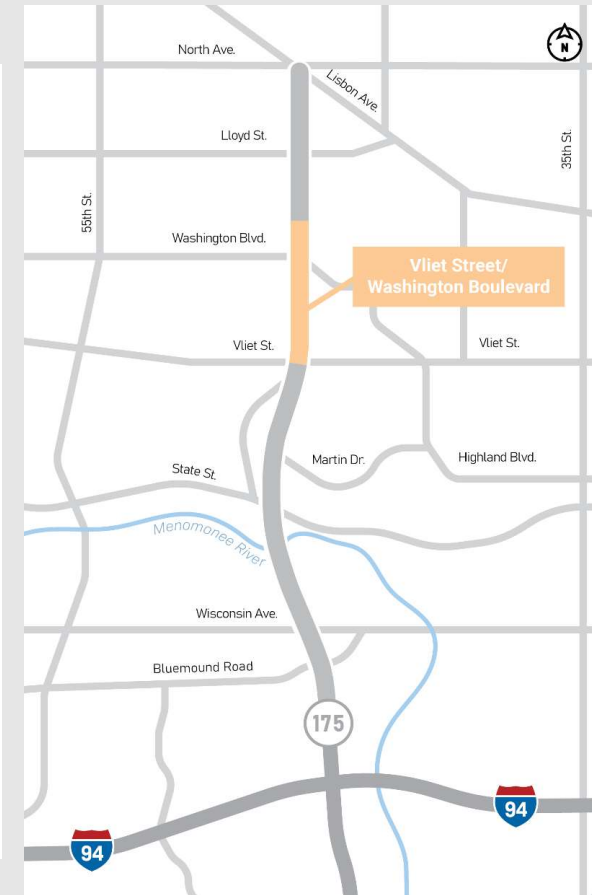 North Ave.
N
Lisbon Ave.
Lloyd St.
35th St.
55th St.
Washington Blvd.
Vliet Street/
Washington Boulevard
Vliet St.
Vliet St.
Martin Dr.
Highland Blvd.
State St.
Menomonee River
Wisconsin Ave.
Bluemound Road
175
94
94